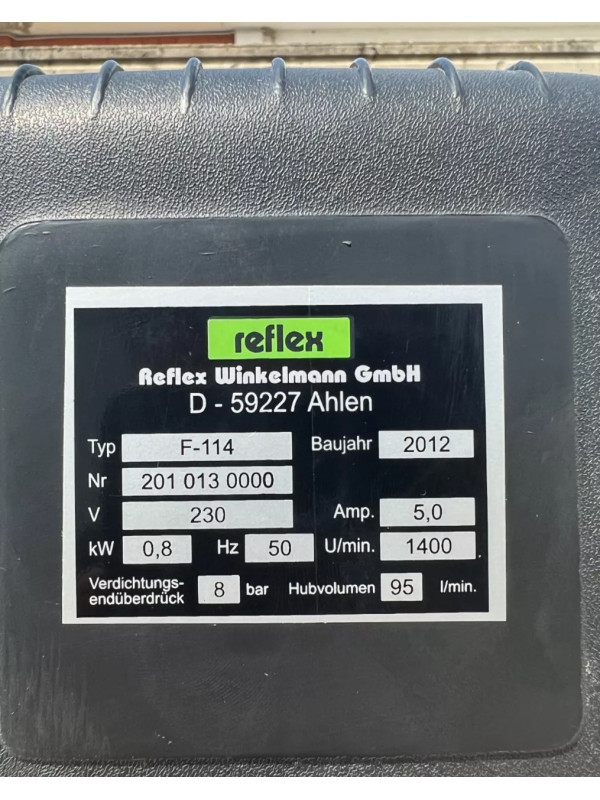 reflex
Reflex Winkelmann GmbH
D - 59227 Ahlen
Typ F-114 Baujahr 2012
Nr 201 013 0000
V 230 Amp. 5,0
kW 0,8 Hz 50 U/min. 1400
Verdichtungs-
endüberdrück 8 bar Hubvolumen 95 l/min.